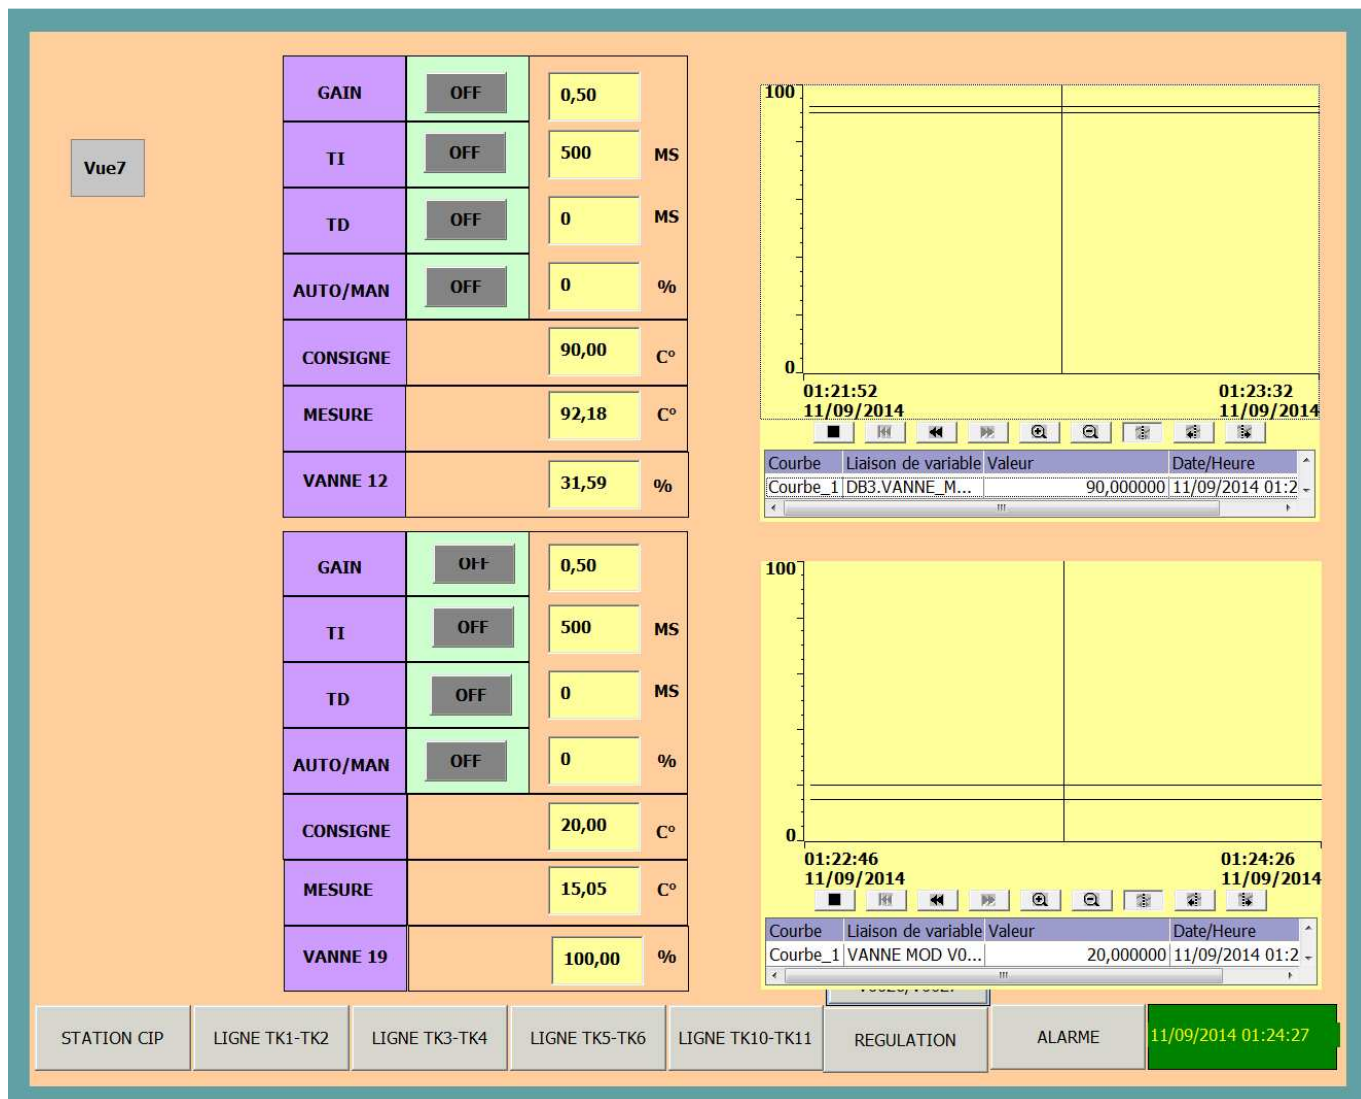 Vue7
GAIN OFF 0,50
TI OFF 500 MS
TD OFF 0 MS
AUTO/MAN OFF 0 %
CONSIGNE 90,00 C°
MESURE 92,18 C°
VANNE 12 31,59 %
100
0
01:21:52 01:23:32
11/09/2014 11/09/2014
Courbe Liaison de variable Valeur Date/Heure
Courbe_1 DB3.VANNE_M... 90,000000 11/09/2014 01:2
GAIN OFF 0,50
TI OFF 500 MS
TD OFF 0 MS
AUTO/MAN OFF 0 %
CONSIGNE 20,00 C°
MESURE 15,05 C°
VANNE 19 100,00 %
100
0
01:22:46 01:24:26
11/09/2014 11/09/2014
Courbe Liaison de variable Valeur Date/Heure
Courbe_1 VANNE MOD V0... 20,000000 11/09/2014 01:2
STATION CIP LIGNE TK1-TK2 LIGNE TK3-TK4 LIGNE TK5-TK6 LIGNE TK10-TK11 REGULATION ALARME 11/09/2014 01:24:27